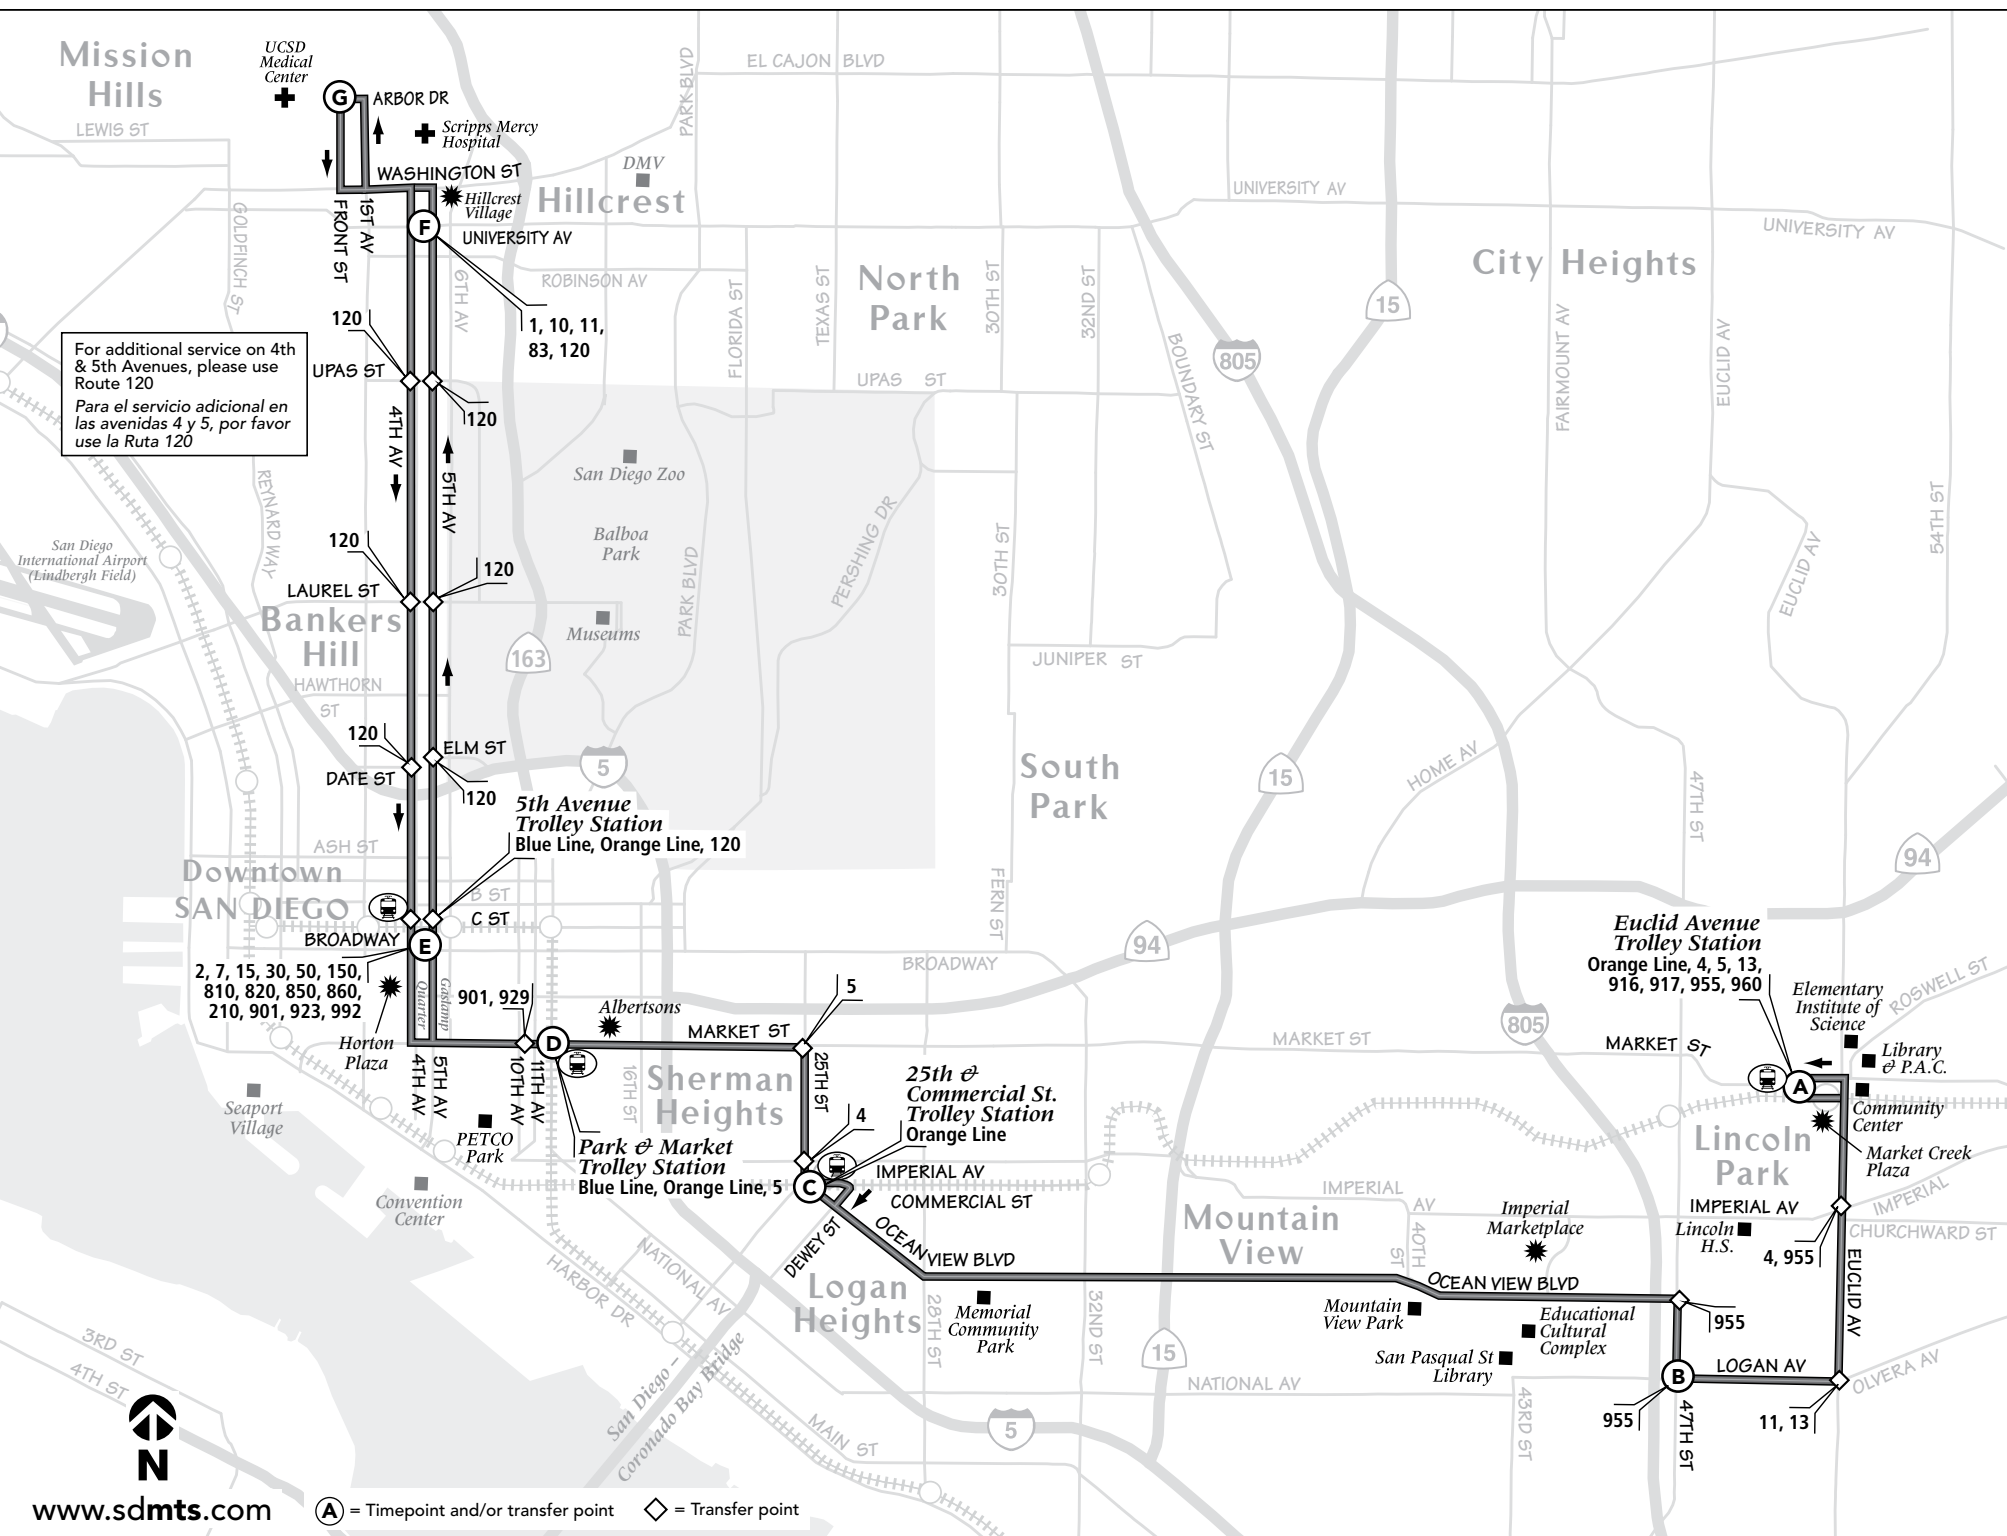 Mission
Hills
UCSD
Medical
Center
G
ARBOR DR
Scripps Mercy
Hospital
LEWIS ST
WASHINGTON ST
Hillcrest
Village
Hillcrest
DMV
PARK BLVD
EL CAJON BLVD
UNIVERSITY AV
UNIVERSITY AV
City Heights
GOLDFINCH ST
FRONT ST
1ST AV
F
UNIVERSITY AV
6TH AV
ROBINSON AV
North
Park
FLORIDA ST
TEXAS ST
30TH ST
32ND ST
BOUNDARY ST
805
15
FAIRMOUNT AV
EUCLID AV
1, 10, 11,
83, 120
120
For additional service on 4th
& 5th Avenues, please use
Route 120
Para el servicio adicional en
las avenidas 4 y 5, por favor
use la Ruta 120
UPAS ST
120
UPAS ST
4TH AV
5TH AV
REYNARD WAY
San Diego Zoo
Balboa
Park
PERSHING DR
PARK BLVD
30TH ST
EUCLID AV
54TH ST
San Diego
International Airport
(Lindbergh Field)
120
120
LAUREL ST
Bankers
Hill
Museums
163
JUNIPER ST
HAWTHORN
ST
120
ELM ST
DATE ST
120
5
South
Park
15
HOME AV
47TH ST
94
5th Avenue
Trolley Station
Blue Line, Orange Line, 120
ASH ST
Downtown
SAN DIEGO
B ST
C ST
FERN ST
BROADWAY
E
BROADWAY
94
2, 7, 15, 30, 50, 150,
810, 820, 850, 860,
210, 901, 923, 992
Quarter
Gaslamp
901, 929
Albertsons
5
Euclid Avenue
Trolley Station
Orange Line, 4, 5, 13,
916, 917, 955, 960
Elementary
Institute of
Science
ROSWELL ST
Horton
Plaza
D
MARKET ST
MARKET ST
805
MARKET ST
Library
& P.A.C.
A
Community
Center
Market Creek
Plaza
4TH AV
5TH AV
10TH AV
11TH AV
16TH ST
Sherman
Heights
25TH ST
25th &
Commercial St.
Trolley Station
Orange Line
4
Seaport
Village
PETCO
Park
Park & Market
Trolley Station
Blue Line, Orange Line, 5
C
IMPERIAL AV
COMMERCIAL ST
Lincoln
Park
IMPERIAL
AV
IMPERIAL AV
IMPERIAL
CHURCHWARD ST
Convention
Center
DEWEY ST
OCEAN VIEW BLVD
Mountain
View
40TH
ST
Imperial
Marketplace
Lincoln
H.S.
4, 955
EUCLID AV
NATIONAL AV
HARBOR DR
Logan
Heights
28TH ST
Memorial
Community
Park
32ND ST
OCEAN VIEW BLVD
Mountain
View Park
Educational
Cultural
Complex
San Pasqual St
Library
955
3RD ST
4TH ST
San Diego –
Coronado Bay Bridge
15
NATIONAL AV
43RD ST
B
LOGAN AV
OLVERA AV
955
47TH ST
11, 13
MAIN ST
5
N
www.sdmts.com
A = Timepoint and/or transfer point
= Transfer point